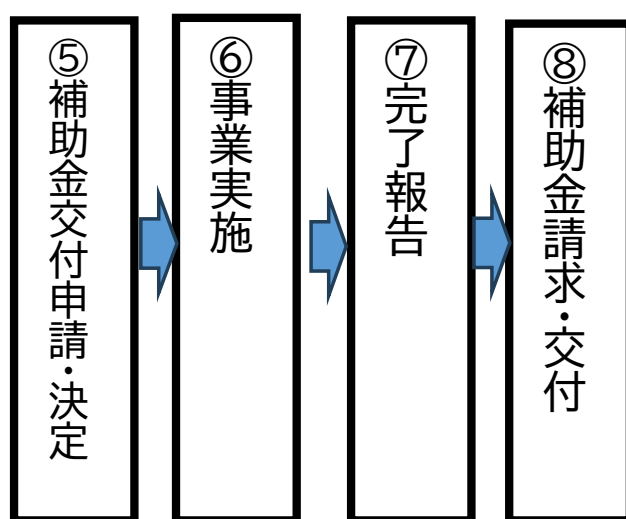 ⑤補助金交付申請・決定
⑥事業実施
⑦完了報告
⑧補助金請求・交付